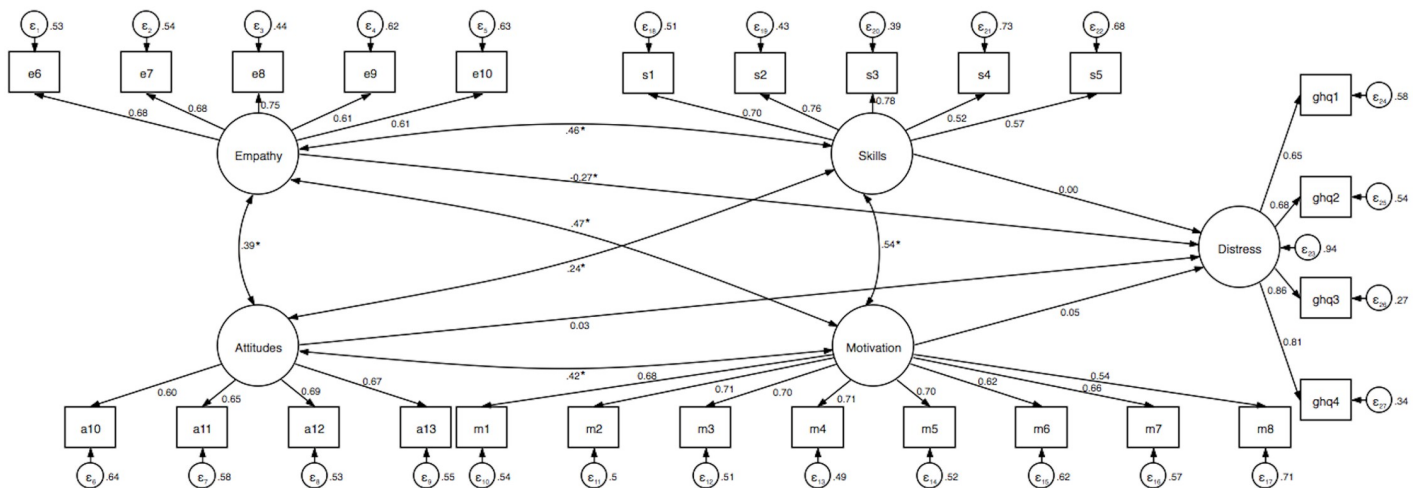 ε1 .53 ε2 .54 ε3 .44 ε4 .62 ε5 .63 ε18 .51 ε19 .43 ε20 .39 ε21 .73 ε22 .68
e6 e7 e8 e9 e10 s1 s2 s3 s4 s5
ghq1 ε24 .58
0.68 0.68 0.75 0.61 0.61 0.70 0.76 0.78 0.52 0.57
.46*
Empathy Skills
0.65
-0.27* 0.00
ghq2 ε25 .54
0.68
.47*
.39* .54* Distress ε23 .94
.24*
0.86 ghq3 ε26 .27
0.03 0.05
0.81
Attitudes Motivation
.42* 0.68 0.71 0.70 0.71 0.70 0.62 0.66 0.54
0.60 0.65 0.69 0.67
ghq4 ε27 .34
a10 a11 a12 a13 m1 m2 m3 m4 m5 m6 m7 m8
ε6 .64 ε7 .58 ε8 .53 ε9 .55 ε10 .54 ε11 .5 ε12 .51 ε13 .49 ε14 .52 ε15 .62 ε16 .57 ε17 .71